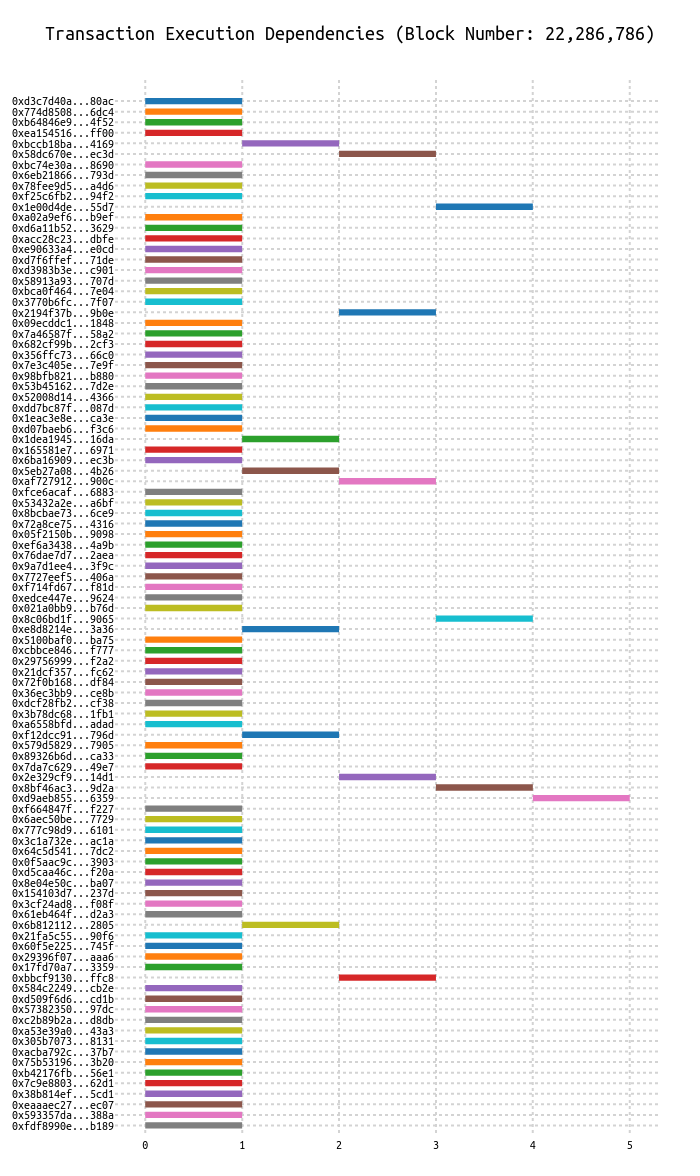 Transaction Execution Dependencies (Block Number: 22,286,786)
0xd3c7d40a...80ac
0x774d8508...6dc4
0xb64846e9...4f52
0xea154516...ff00
0xbccb18ba...4169
0x58dc670e...ec3d
0xbc74e30a...8690
0x6eb21866...793d
0x78fee9d5...a4d6
0xf25c6fb2...94f2
0x1e00d4de...55d7
0xa02a9ef6...b9ef
0xd6a11b52...3629
0xacc28c23...dbfe
0xe90633a4...e0cd
0xd7f6ffef...71de
0xd3983b3e...c901
0x58913a93...707d
0xbca0f464...7e04
0x3770b6fc...7f07
0x2194f37b...9b0e
0x09ecddc1...1848
0x7a46587f...58a2
0x682cf99b...2cf3
0x356ffc73...66c0
0x7e3c405e...7e9f
0x98bfb821...b880
0x53b45162...7d2e
0x52008d14...4366
0xdd7bc87f...087d
0x1eac3e8e...ca3e
0xd07baeb6...f3c6
0x1dea1945...16da
0x165581e7...6971
0x6ba16909...ec3b
0x5eb27a08...4b26
0xaf727912...900c
0xfce6acaf...6883
0x53432a2e...a6bf
0x8bcbae73...6ce9
0x72a8ce75...4316
0x05f2150b...9098
0xef6a3438...4a9b
0x76dae7d7...2aea
0x9a7d1ee4...3f9c
0x7727eef5...406a
0xf714fd67...f81d
0xedce447e...9624
0x021a0bb9...b76d
0x8c06bd1f...9065
0xe8d8214e...3a36
0x5100baf0...ba75
0xcbbce846...f777
0x29756999...f2a2
0x21dcf357...fc62
0x72f0b168...df84
0x36ec3bb9...ce8b
0xdcf28fb2...cf38
0x3b78dc68...1fb1
0xa6558bfd...adad
0xf12dcc91...796d
0x579d5829...7905
0x89326b6d...ca33
0x7da7c629...49e7
0x2e329cf9...14d1
0x8bf46ac3...9d2a
0xd9aeb855...6359
0xf664847f...f227
0x6aec50be...7729
0x777c98d9...6101
0x3c1a732e...ac1a
0x64c5d541...7dc2
0x0f5aac9c...3903
0xd5caa46c...f20a
0x8e04e50c...ba07
0x154103d7...237d
0x3cf24ad8...f08f
0x61eb464f...d2a3
0x6b812112...2805
0x21fa5c55...90f6
0x60f5e225...745f
0x29396f07...aaa6
0x17fd70a7...3359
0xbbcf9130...ffc8
0x584c2249...cb2e
0xd509f6d6...cd1b
0x57382350...97dc
0xc2b89b2a...d8db
0xa53e39a0...43a3
0x305b7073...8131
0xacba792c...37b7
0x75b53196...3b20
0xb42176fb...56e1
0x7c9e8803...62d1
0x38b814ef...5cd1
0xeaaaec27...ec07
0x593357da...388a
0xfdf8990e...b189
0 1 2 3 4 5